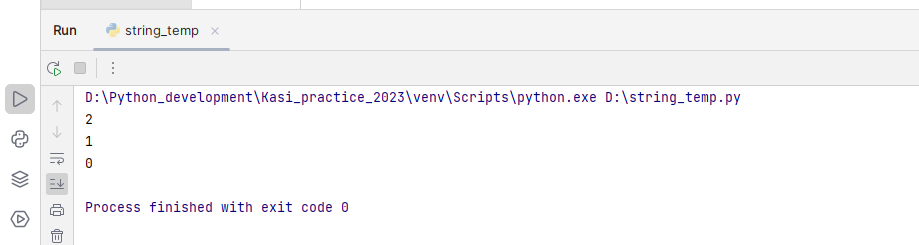 Run string_temp
D:\Python_development\Kasi_practice_2023\venv\Scripts\python.exe D:\string_temp.py
2
1
0
Process finished with exit code 0